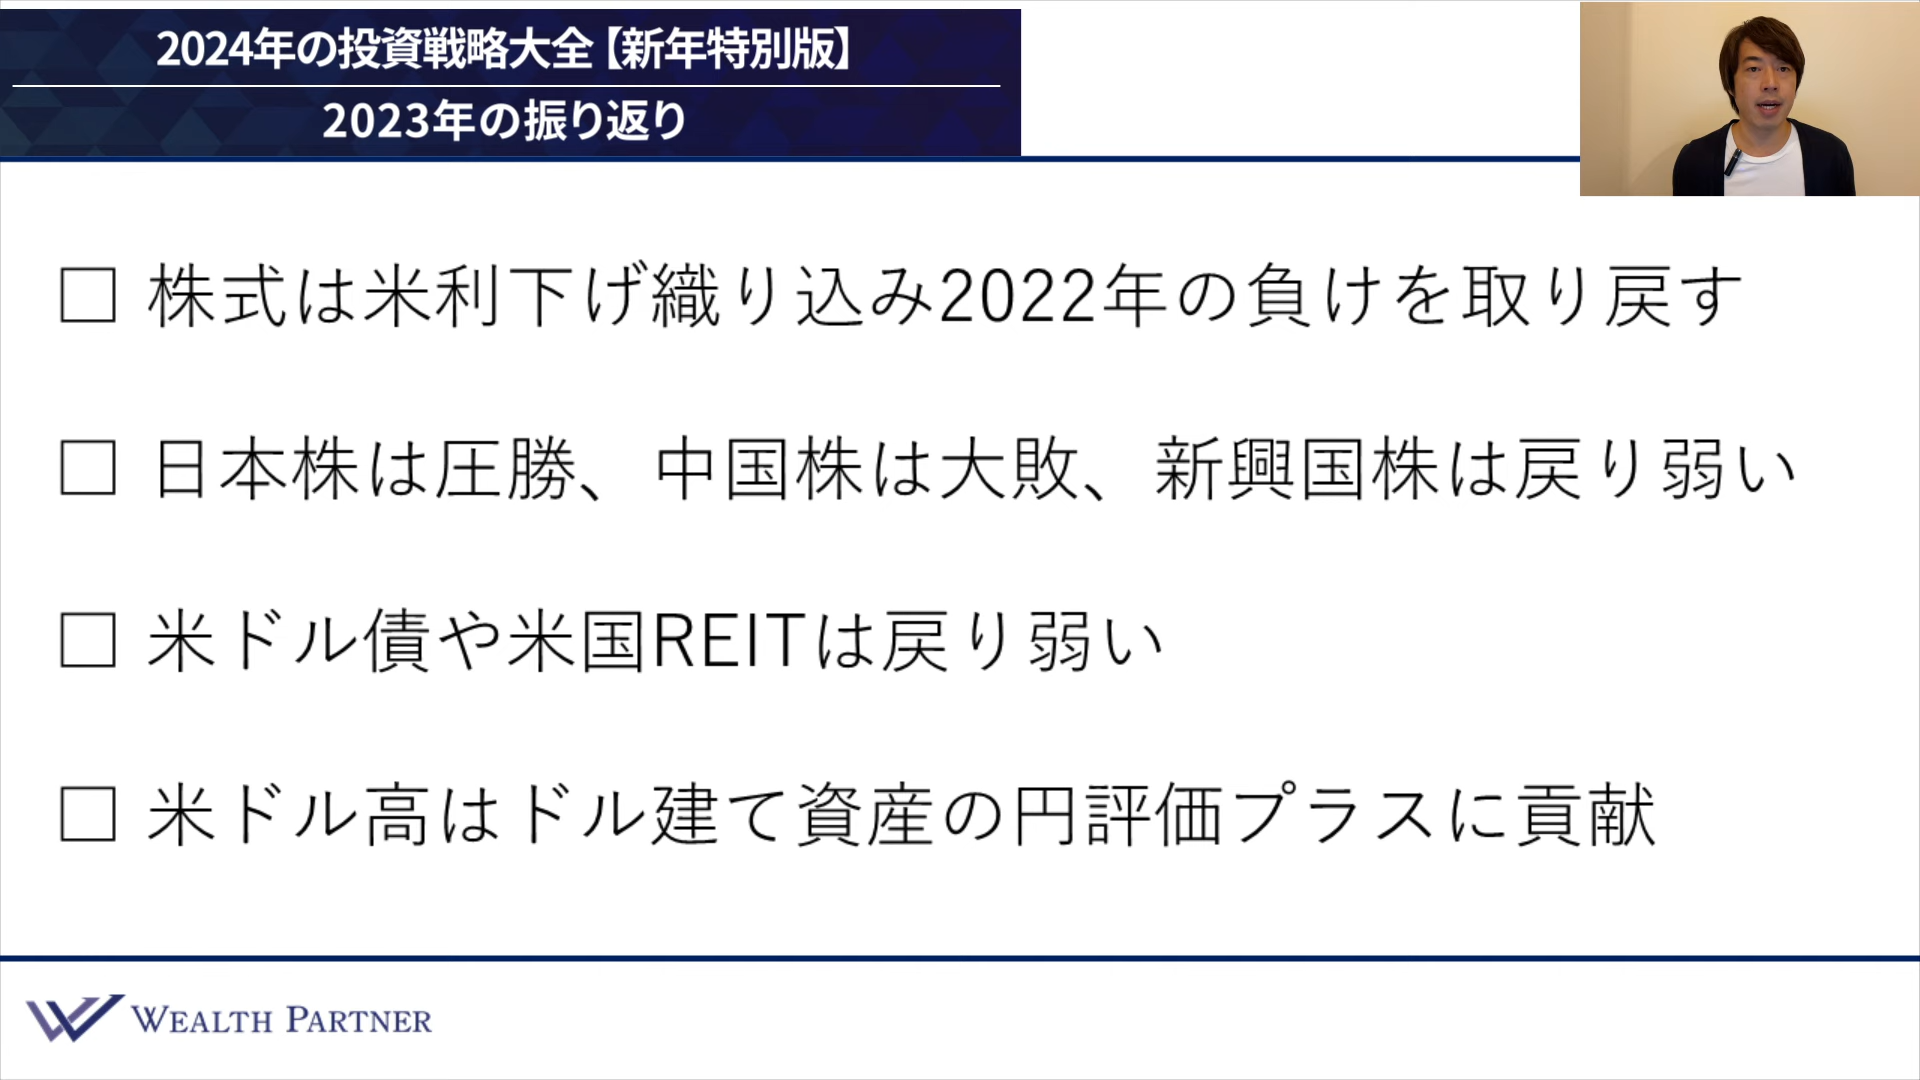 2024年の投資戦略大全【新年特別版】
2023年の振り返り
□ 株式は米利下げ織り込み2022年の負けを取り戻す
□ 日本株は圧勝、中国株は大敗、新興国株は戻り弱い
□ 米ドル債や米国REITは戻り弱い
□ 米ドル高はドル建て資産の円評価プラスに貢献
WEALTH PARTNER